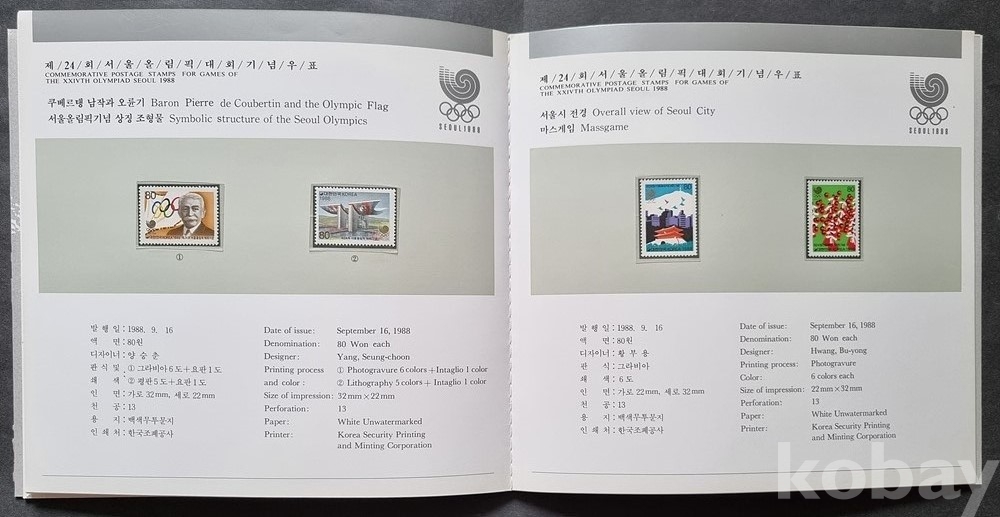 제/24/회/서/울/올/림/픽/대/회/기/념/우/표
COMMEMORATIVE POSTAGE STAMPS FOR GAMES OF
THE XXIVTH OLYMPIAD SEOUL 1988
쿠베르탱 남작과 오륜기 Baron Pierre de Coubertin and the Olympic Flag
서울올림픽기념 상징 조형물 Symbolic structure of the Seoul Olympics
SEOUL 1988
80
대한민국 KOREA
1988
80
①
②
발 행 일 : 1988. 9. 16
액 면 : 80원
디자이너 : 양 승 춘
판 식 및 : ① 그라비아 6도+요판 1도
쇄 색 : ② 평판 5도+요판 1도
인 면 : 가로 32mm, 세로 22mm
천 공 : 13
용 지 : 백색무투문지
인 쇄 처 : 한국조폐공사
Date of issue: September 16, 1988
Denomination: 80 Won each
Designer: Yang, Seung-choon
Printing process ① Photogravure 6 colors+Intaglio 1 color
and color : ② Lithography 5 colors+Intaglio 1 color
Size of impression: 32mm×22mm
Perforation: 13
Paper: White Unwatermarked
Printer: Korea Security Printing
and Minting Corporation
제/24/회/서/울/올/림/픽/대/회/기/념/우/표
COMMEMORATIVE POSTAGE STAMPS FOR GAMES OF
THE XXIVTH OLYMPIAD SEOUL 1988
서울시 전경 Overall view of Seoul City
마스게임 Massgame
SEOUL 1988
80
80
발 행 일 : 1988. 9. 16
액 면 : 80원
디자이너 : 황 부 용
판 식 : 그라비아
쇄 색 : 6 도
인 면 : 가로 22mm, 세로 32mm
천 공 : 13
용 지 : 백색무투문지
인 쇄 처 : 한국조폐공사
Date of issue: September 16, 1988
Denomination: 80 Won each
Designer: Hwang, Bu-yong
Printing process: Photogravure
Color: 6 colors each
Size of impression: 22mm×32mm
Perforation: 13
Paper: White Unwatermarked
Printer: Korea Security Printing
and Minting Corporation
kobay